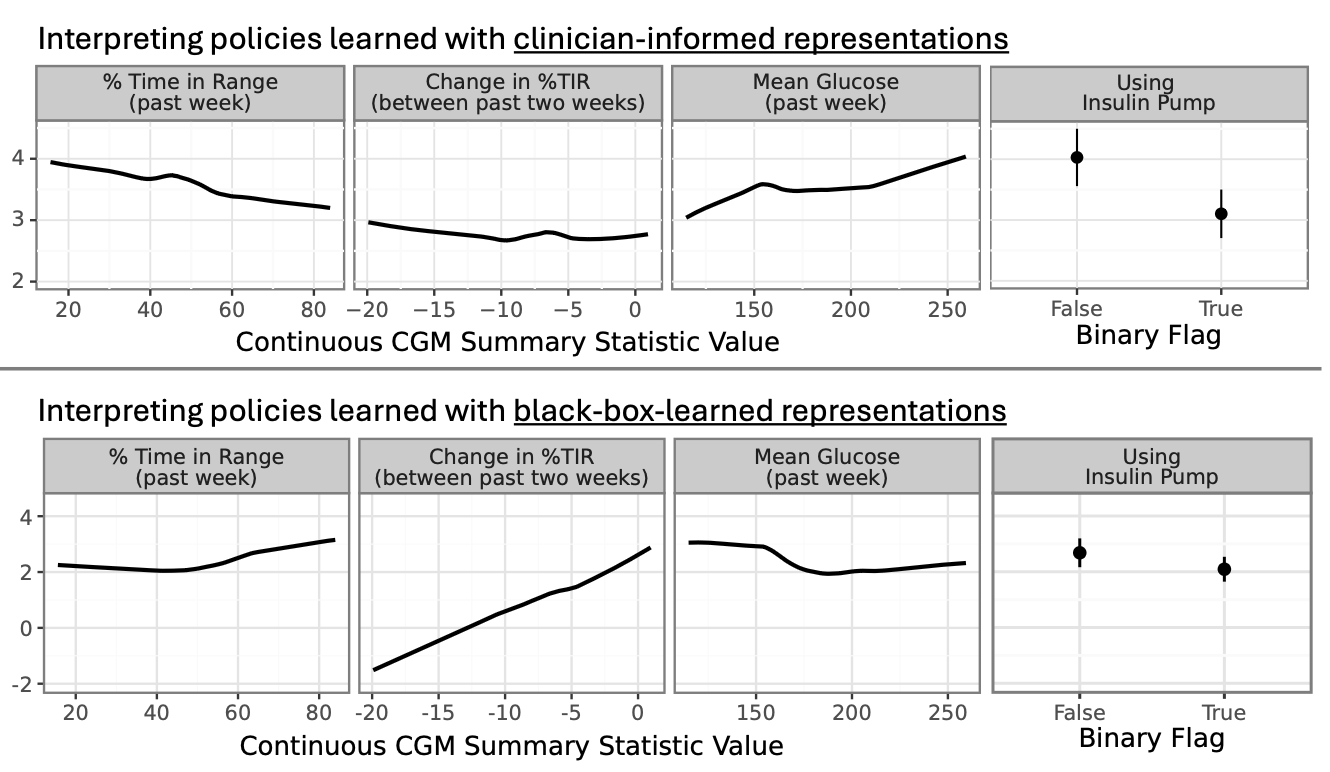 Interpreting policies learned with clinician-informed representations
% Time in Range
(past week)
Change in %TIR
(between past two weeks)
Mean Glucose
(past week)
Using
Insulin Pump
4
3
2
20 40 60 80
−20 −15 −10 −5 0
150 200 250
False True
Continuous CGM Summary Statistic Value
Binary Flag
Interpreting policies learned with black-box-learned representations
% Time in Range
(past week)
Change in %TIR
(between past two weeks)
Mean Glucose
(past week)
Using
Insulin Pump
4
2
0
-2
20 40 60 80
-20 -15 -10 -5 0
150 200 250
False True
Continuous CGM Summary Statistic Value
Binary Flag